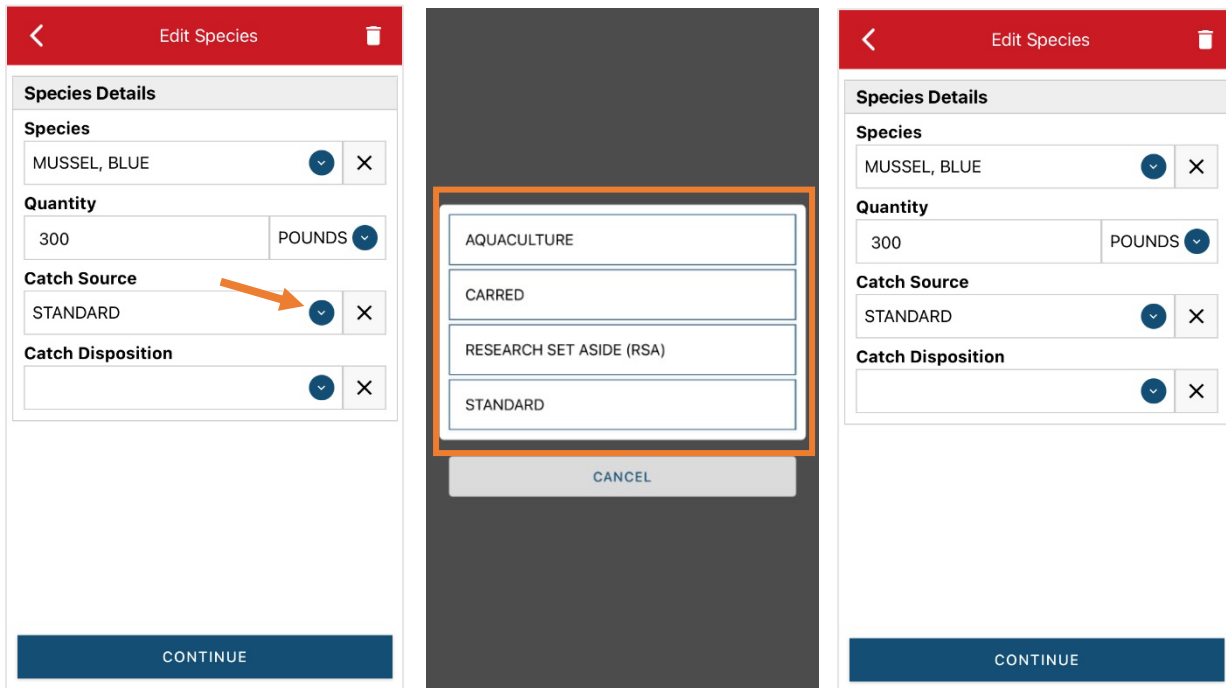 Edit Species
Species Details
Species
MUSSEL, BLUE
Quantity
300 POUNDS
Catch Source
STANDARD
Catch Disposition
CONTINUE
AQUACULTURE
CARRED
RESEARCH SET ASIDE (RSA)
STANDARD
CANCEL
Edit Species
Species Details
Species
MUSSEL, BLUE
Quantity
300 POUNDS
Catch Source
STANDARD
Catch Disposition
CONTINUE